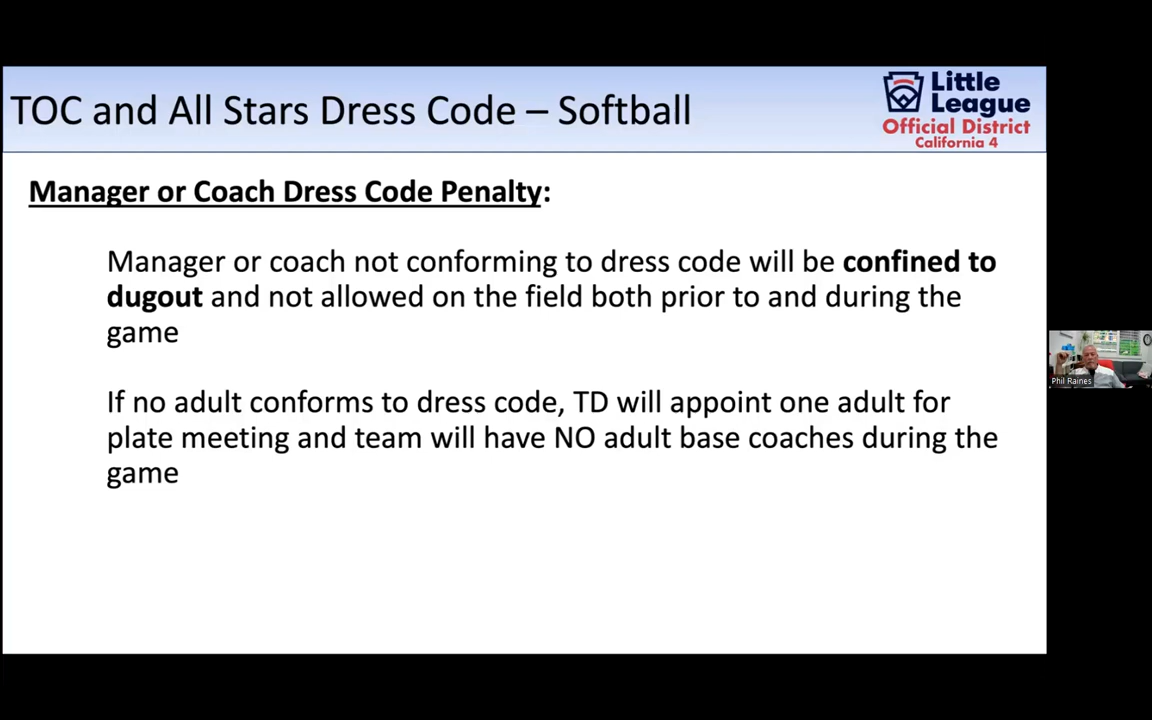 TOC and All Stars Dress Code – Softball
Little
League
Official District
California 4
Manager or Coach Dress Code Penalty:
Manager or coach not conforming to dress code will be confined to
dugout and not allowed on the field both prior to and during the
game
If no adult conforms to dress code, TD will appoint one adult for
plate meeting and team will have NO adult base coaches during the
game
Phil Raines